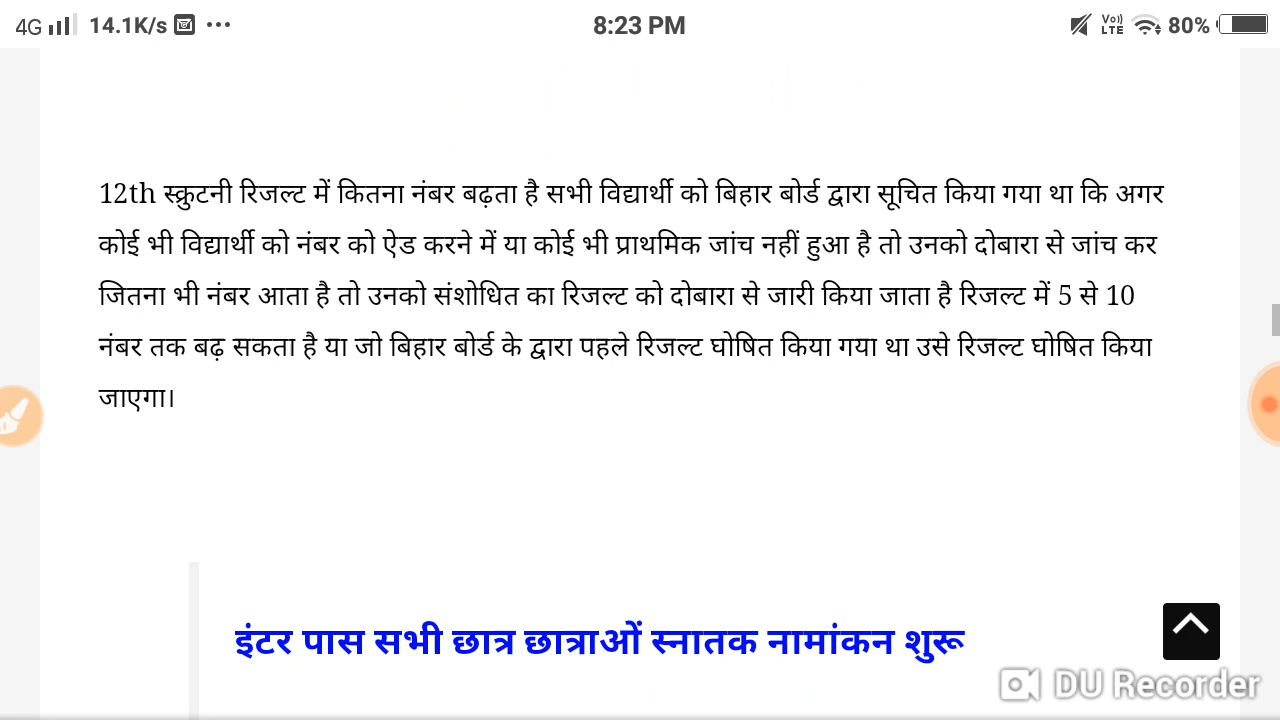 4G 14.1K/s ••• 8:23 PM Vo)) LTE 80%
12th स्क्रुटनी रिजल्ट में कितना नंबर बढ़ता है सभी विद्यार्थी को बिहार बोर्ड द्वारा सूचित किया गया था कि अगर
कोई भी विद्यार्थी को नंबर को ऐड करने में या कोई भी प्राथमिक जांच नहीं हुआ है तो उनको दोबारा से जांच कर
जितना भी नंबर आता है तो उनको संशोधित का रिजल्ट को दोबारा से जारी किया जाता है रिजल्ट में 5 से 10
नंबर तक बढ़ सकता है या जो बिहार बोर्ड के द्वारा पहले रिजल्ट घोषित किया गया था उसे रिजल्ट घोषित किया
जाएगा।
इंटर पास सभी छात्र छात्राओं स्नातक नामांकन शुरू
DU Recorder